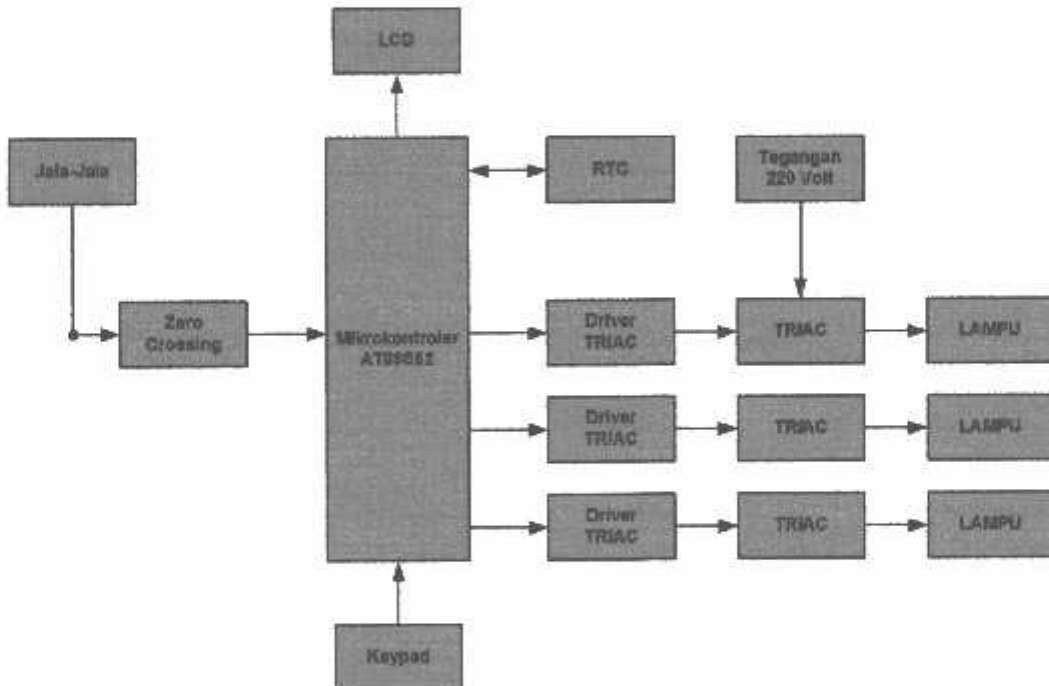 LCD
Jala-Jala
RTC
Tegangan
220 Volt
Zero
Crossing
Mikrokontroler
Driver
TRIAC
TRIAC
LAMPU
Driver
TRIAC
TRIAC
LAMPU
Driver
TRIAC
TRIAC
LAMPU
Keypad